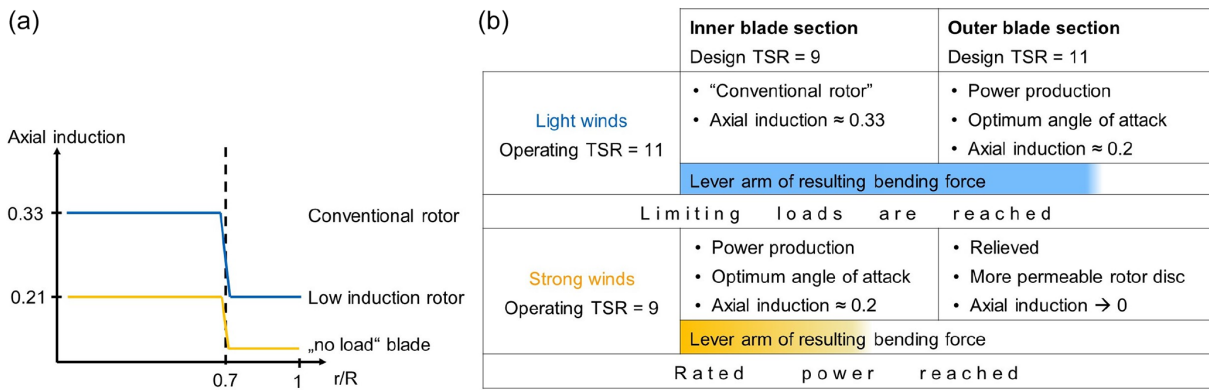 (a)
Axial induction
0.33
0.21
Conventional rotor
Low induction rotor
„no load“ blade
0.7
1
r/R
(b)
Inner blade section
Design TSR = 9
Outer blade section
Design TSR = 11
Light winds
Operating TSR = 11
• “Conventional rotor”
• Axial induction ≈ 0.33
• Power production
• Optimum angle of attack
• Axial induction ≈ 0.2
Lever arm of resulting bending force
Limiting loads are reached
Strong winds
Operating TSR = 9
• Power production
• Optimum angle of attack
• Axial induction ≈ 0.2
• Relieved
• More permeable rotor disc
• Axial induction → 0
Lever arm of resulting bending force
Rated power reached